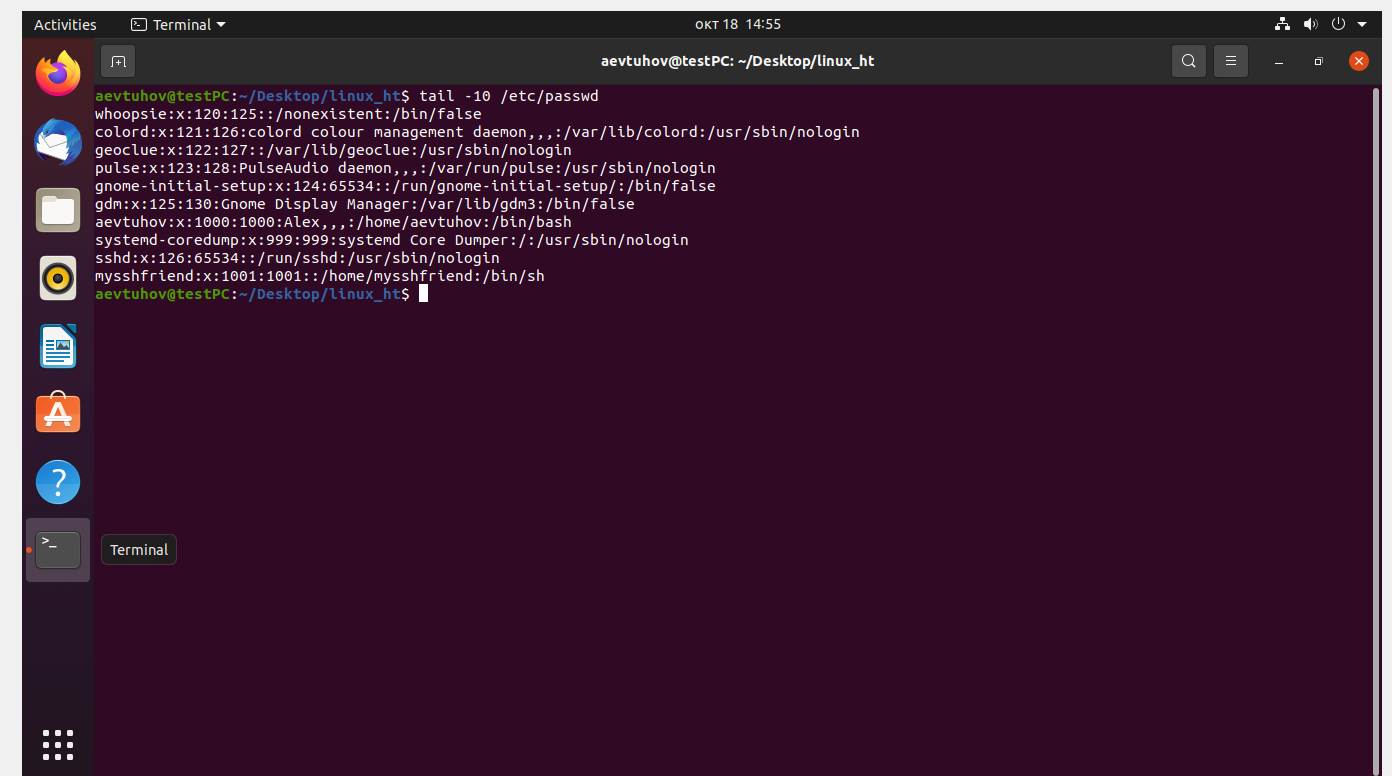 Activities
Terminal
окт 18 14:55
aevtuhov@testPC: ~/Desktop/linux_ht
aevtuhov@testPC:~/Desktop/linux_ht$ tail -10 /etc/passwd
whoopsie:x:120:125::/nonexistent:/bin/false
colord:x:121:126:colord colour management daemon,,,:/var/lib/colord:/usr/sbin/nologin
geoclue:x:122:127::/var/lib/geoclue:/usr/sbin/nologin
pulse:x:123:128:PulseAudio daemon,,,:/var/run/pulse:/usr/sbin/nologin
gnome-initial-setup:x:124:65534::/run/gnome-initial-setup/:/bin/false
gdm:x:125:130:Gnome Display Manager:/var/lib/gdm3:/bin/false
aevtuhov:x:1000:1000:Alex,,,:/home/aevtuhov:/bin/bash
systemd-coredump:x:999:999:systemd Core Dumper:/:/usr/sbin/nologin
sshd:x:126:65534::/run/sshd:/usr/sbin/nologin
mysshfriend:x:1001:1001::/home/mysshfriend:/bin/sh
aevtuhov@testPC:~/Desktop/linux_ht$
Terminal